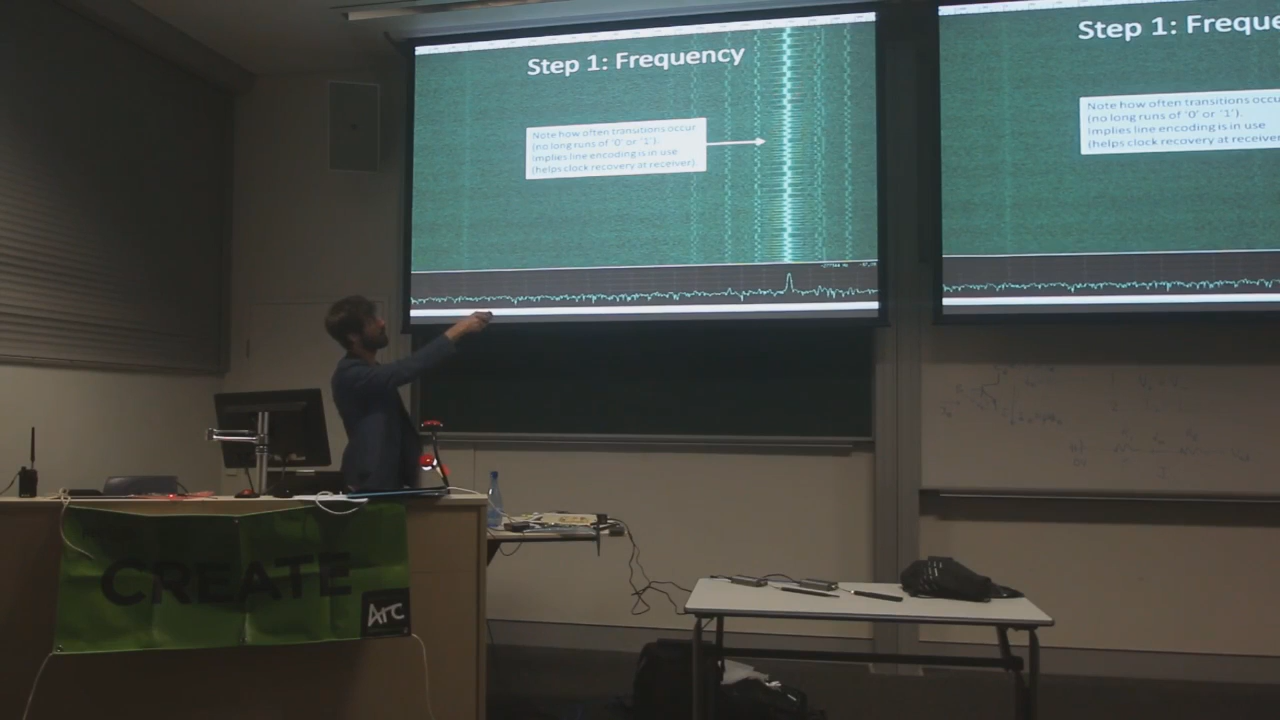 Step 1: Frequency
Note how often transitions occur
(no long runs of '0' or '1').
Implies line encoding is in use
(helps clock recovery at receiver)
Step 1: Freque
Note how often transitions occu
(no long runs of '0' or '1').
Implies line encoding is in use
(helps clock recovery at receiver
CREATE
Arc